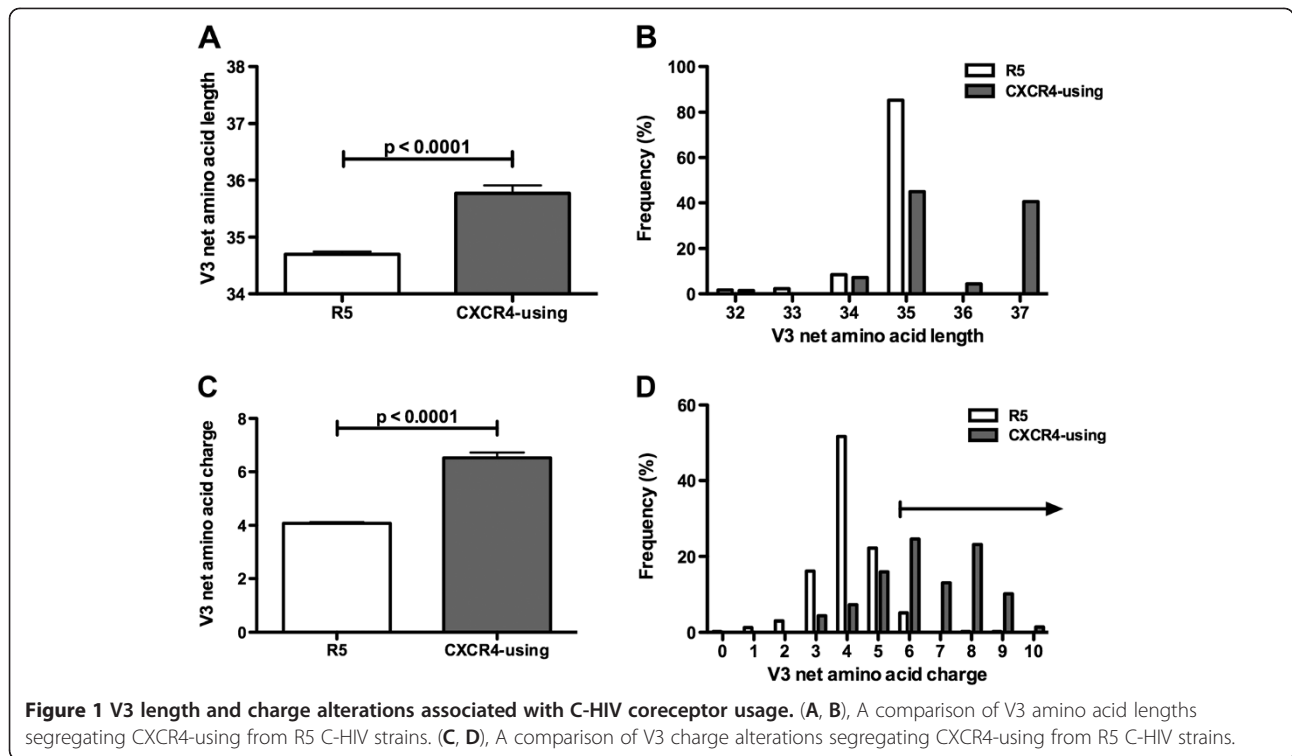 A
V3 net amino acid length
38
37
36
35
34
p < 0.0001
R5
CXCR4-using
B
R5
CXCR4-using
Frequency (%)
100
80
60
40
20
0
32 33 34 35 36 37
V3 net amino acid length
C
V3 net amino acid charge
8
6
4
2
0
p < 0.0001
R5
CXCR4-using
D
R5
CXCR4-using
Frequency (%)
60
40
20
0
0 1 2 3 4 5 6 7 8 9 10
V3 net amino acid charge
Figure 1 V3 length and charge alterations associated with C-HIV coreceptor usage. (A, B), A comparison of V3 amino acid lengths
segregating CXCR4-using from R5 C-HIV strains. (C, D), A comparison of V3 charge alterations segregating CXCR4-using from R5 C-HIV strains.